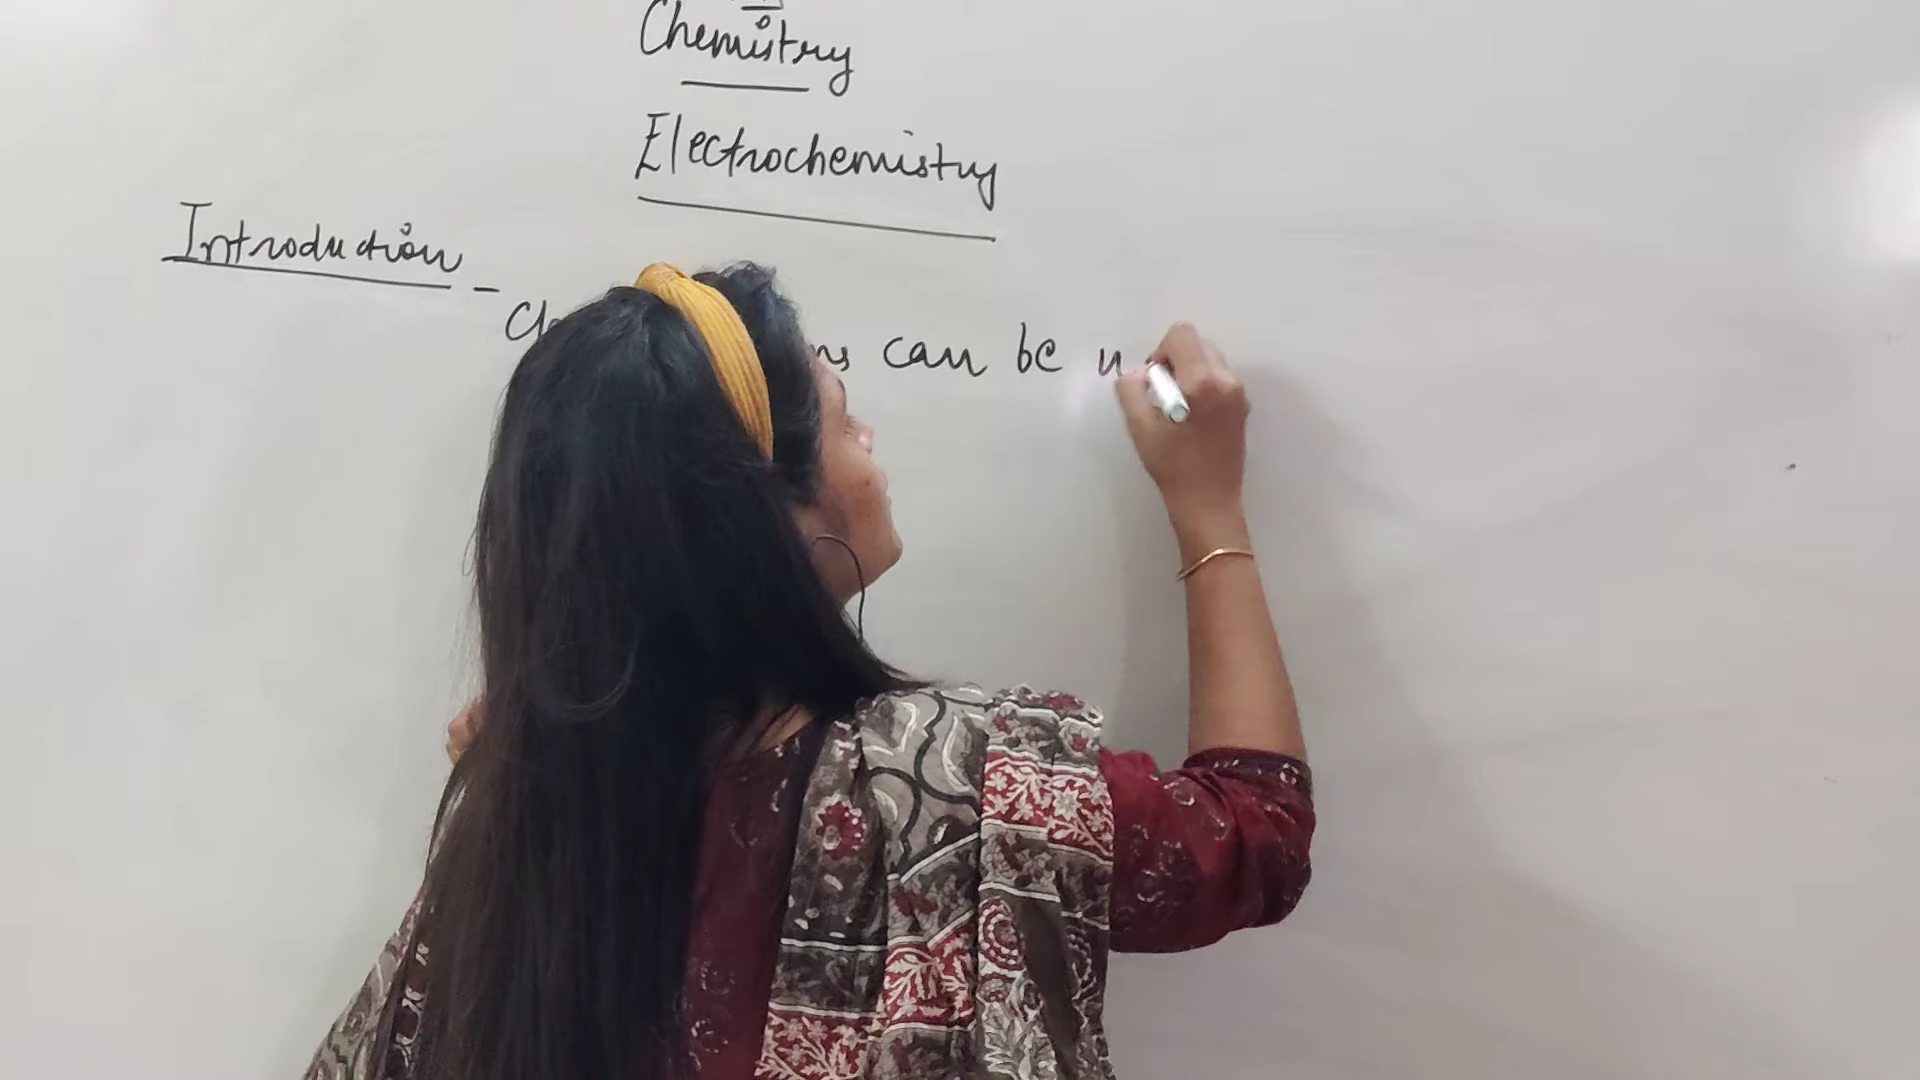 Chemistry
Electrochemistry
Introduction -
can be